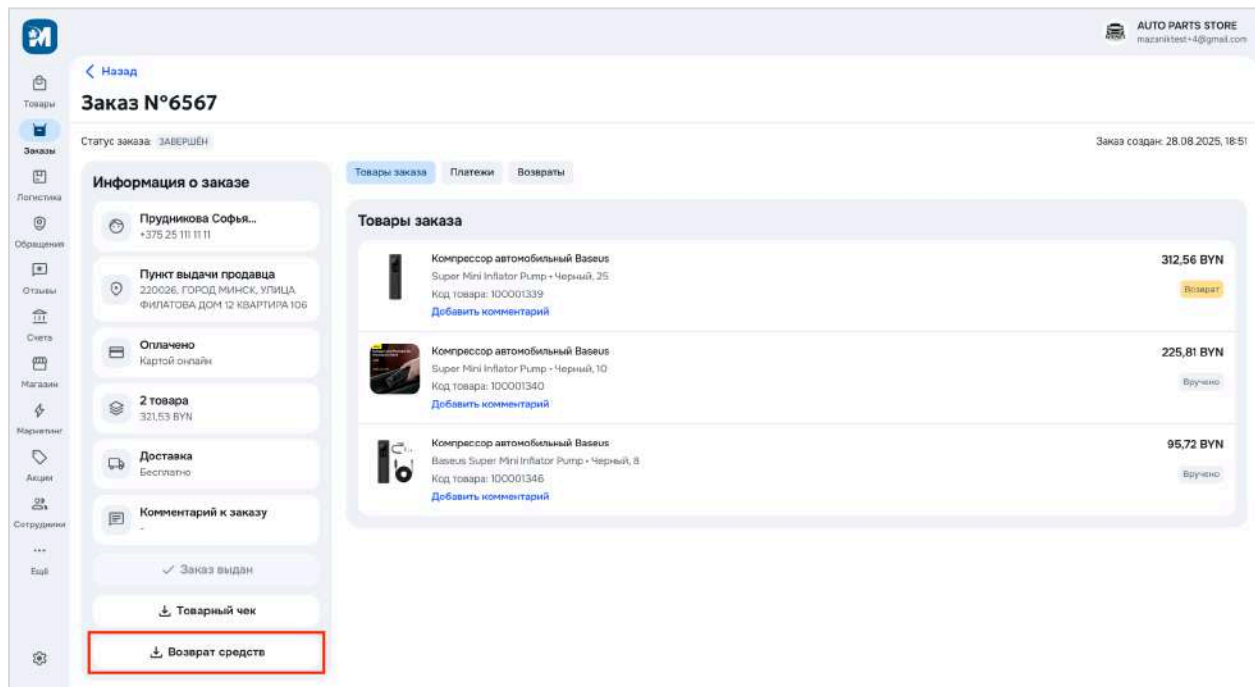 AUTO PARTS STORE
mazaniktest+4@gmail.com
Товары
Заказы
Логистика
Обращения
Отзывы
Счета
Магазин
Маркетинг
Акции
Сотрудники
Ещё
Назад
Заказ N°6567
Статус заказа: ЗАВЕРШЁН
Заказ создан: 28.08.2025, 18:51
Информация о заказе
Прудникова Софья...
+375 25 111 11 11
Пункт выдачи продавца
220026, ГОРОД МИНСК, УЛИЦА
ФИЛАТОВА ДОМ 12 КВАРТИРА 106
Оплачено
Картой онлайн
2 товара
321,53 BYN
Доставка
Бесплатно
Комментарий к заказу
-
Заказ выдан
Товарный чек
Возврат средств
Товары заказа Платежи Возвраты
Товары заказа
Компрессор автомобильный Baseus
Super Mini Inflator Pump • Черный, 25
Код товара: 100001339
Добавить комментарий
312,56 BYN
Возврат
Компрессор автомобильный Baseus
Super Mini Inflator Pump • Черный, 10
Код товара: 100001340
Добавить комментарий
225,81 BYN
Вручено
Компрессор автомобильный Baseus
Baseus Super Mini Inflator Pump • Черный, 8
Код товара: 100001346
Добавить комментарий
95,72 BYN
Вручено